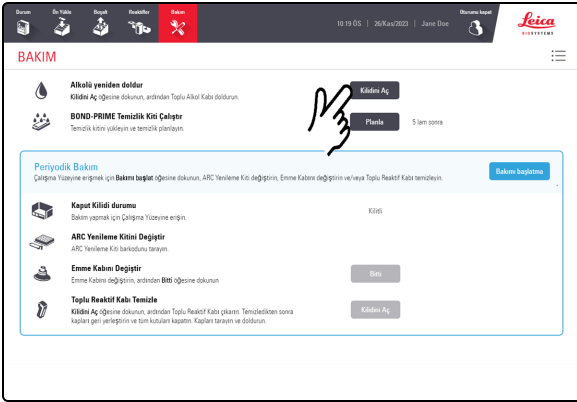 Durum Ön Yükle Boşalt Reaktifler Bakım
10:19 ÖS | 26/Kas/2023 | Jane Doe
Oturumu kapat
Leica
BIOSYSTEMS
BAKIM
Alkolü yeniden doldur
Kilidini Aç öğesine dokunun, ardından Toplu Alkol Kabı doldurun.
Kilidini Aç
BOND-PRIME Temizlik Kiti Çalıştır
Temizlik kitini yükleyin ve temizlik planlayın.
Planla
5 lam sonra
Periyodik Bakım
Çalışma Yüzeyine erişmek için Bakımı başlat öğesine dokunun, ARC Yenileme Kiti değiştirin, Emme Kabını değiştirin ve/veya Toplu Reaktif Kabı temizleyin.
Bakımı başlatma
Kaput Kilidi durumu
Bakım yapmak için Çalışma Yüzeyine erişin.
Kilitli
ARC Yenileme Kitini Değiştir
ARC Yenileme Kiti barkodunu tarayın.
Emme Kabını Değiştir
Emme Kabını değiştirin, ardından Bitti öğesine dokunun
Bitti
Toplu Reaktif Kabı Temizle
Kilidini Aç öğesine dokunun, ardından Toplu Reaktif Kabı çıkarın. Temizledikten sonra
kapları geri yerleştirin ve tüm kutuları kapatın. Kapları tarayın ve doldurun.
Kilidini Aç